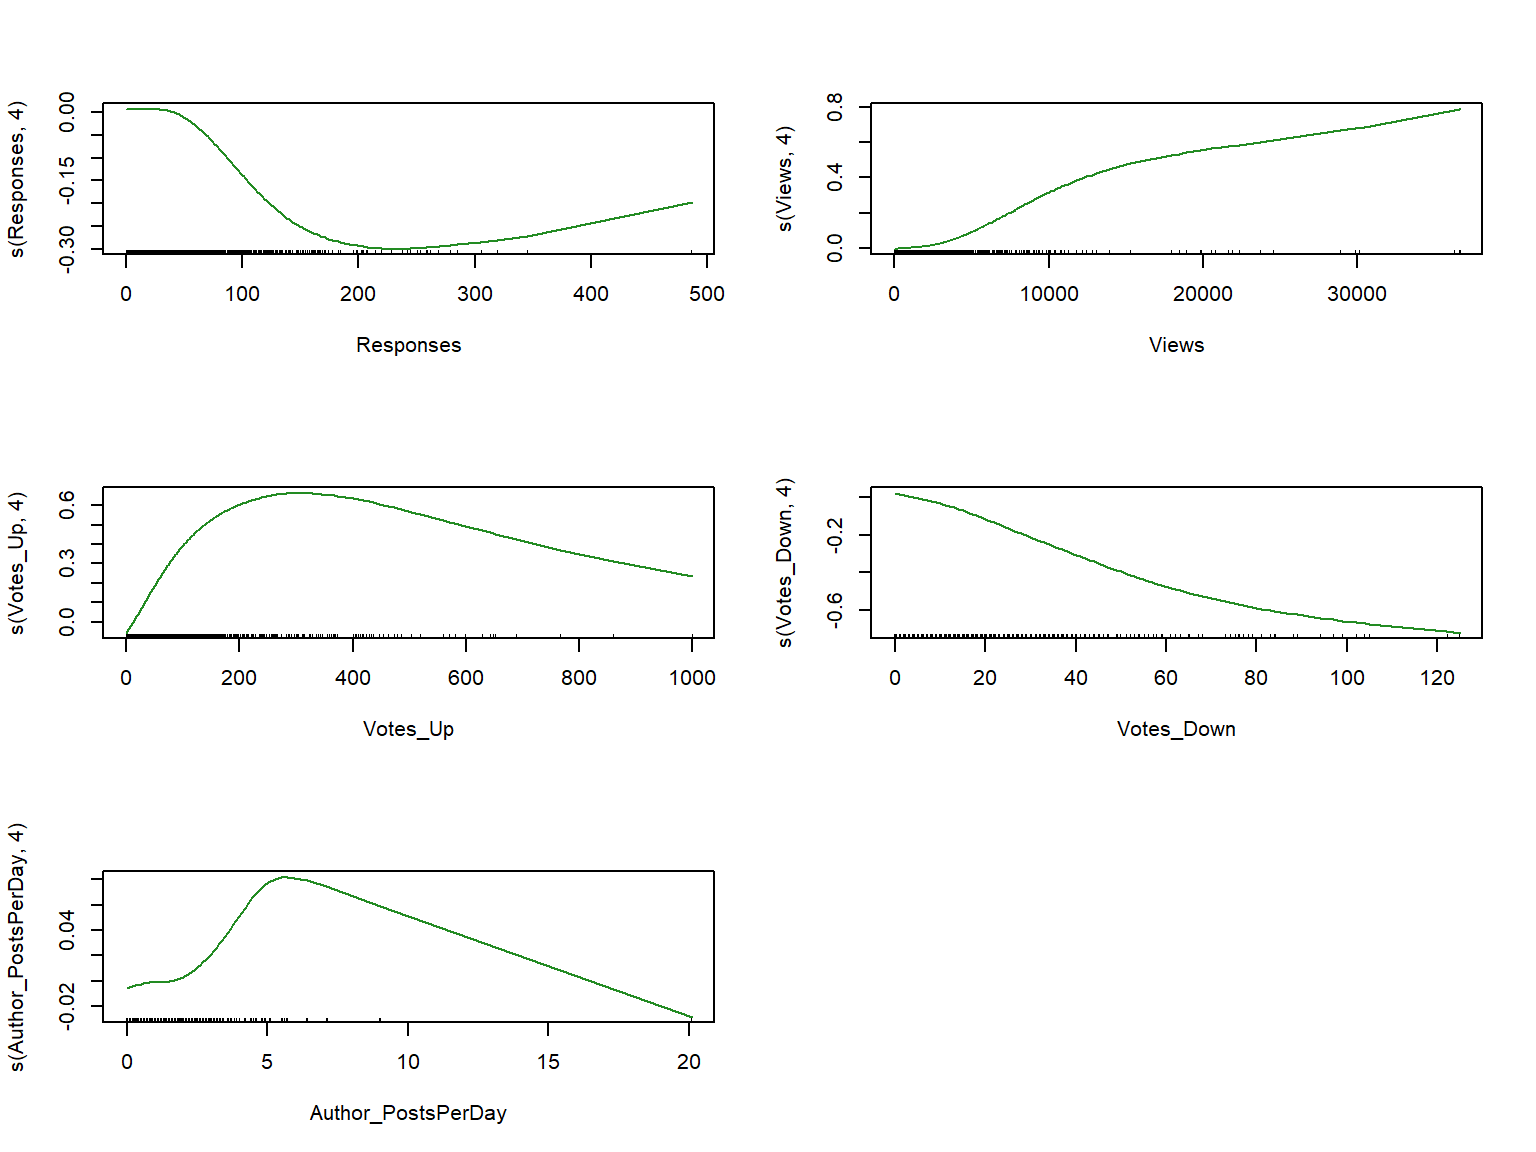 s(Responses, 4)
0.00
-0.15
-0.30
0 100 200 300 400 500
Responses
s(Views, 4)
0.8
0.4
0.0
0 10000 20000 30000
Views
s(Votes_Up, 4)
0.6
0.3
0.0
0 200 400 600 800 1000
Votes_Up
s(Votes_Down, 4)
-0.2
-0.6
0 20 40 60 80 100 120
Votes_Down
s(Author_PostsPerDay, 4)
0.04
-0.02
0 5 10 15 20
Author_PostsPerDay